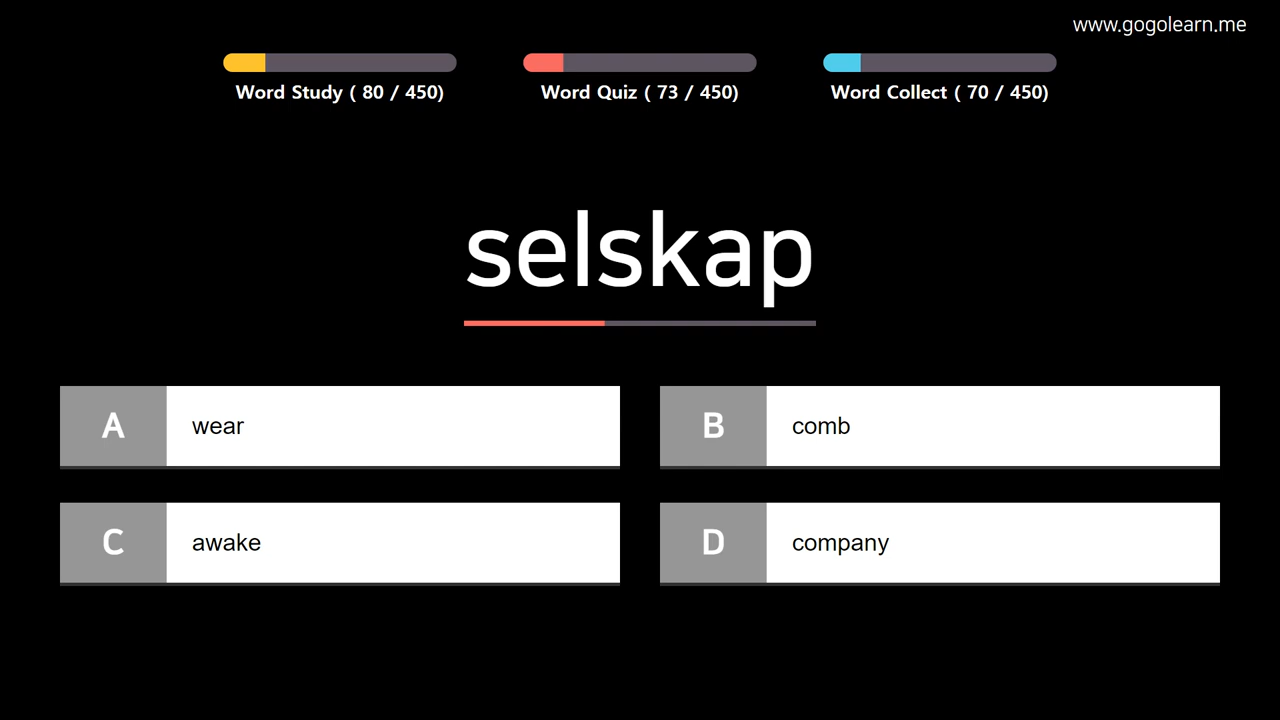 www.gogolearn.me
Word Study ( 80 / 450)
Word Quiz ( 73 / 450)
Word Collect ( 70 / 450)
selskap
A wear
B comb
C awake
D company